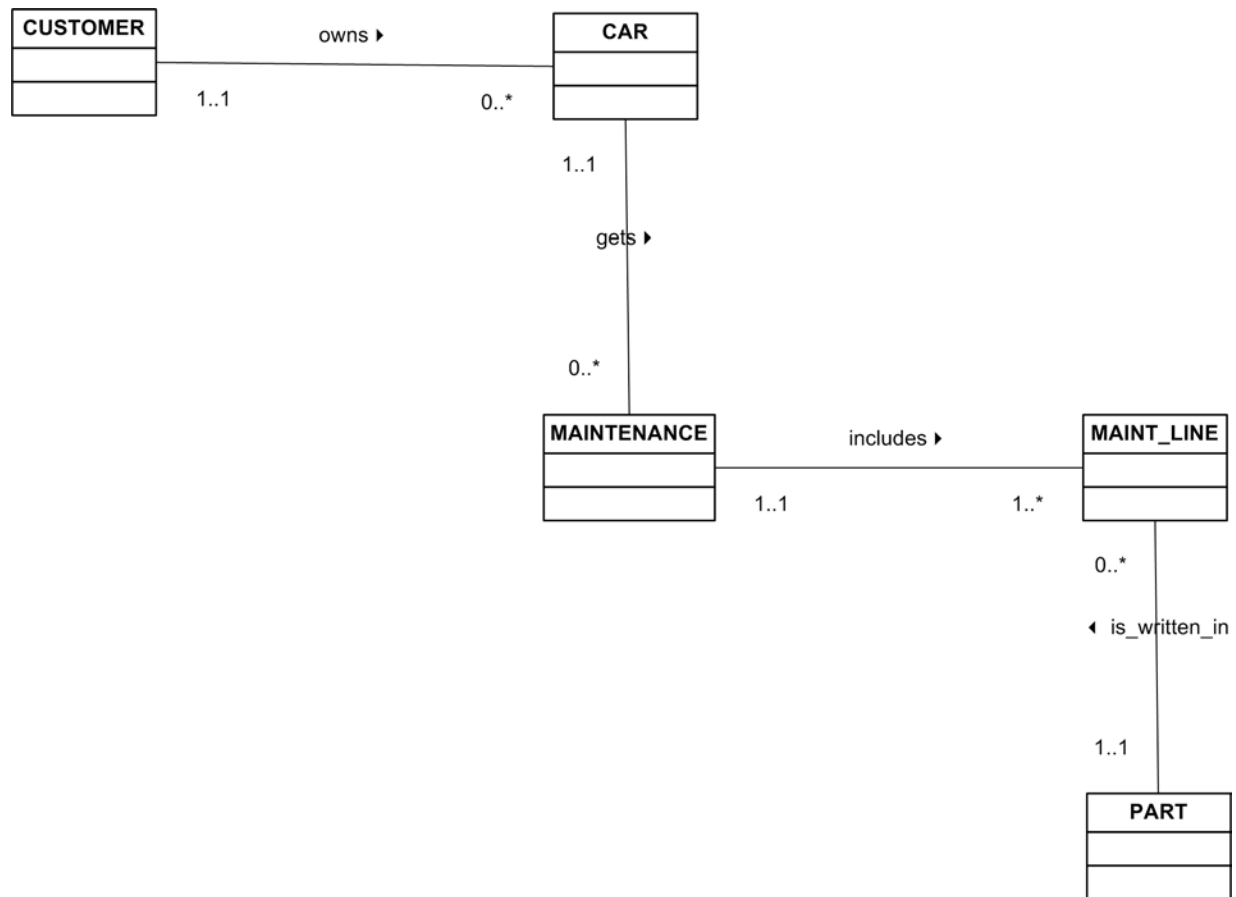 CUSTOMER
owns ▸
CAR
1..1
0..*
1..1
gets ▸
0..*
MAINTENANCE
includes ▸
MAINT_LINE
1..1
1..*
0..*
◂ is_written_in
1..1
PART